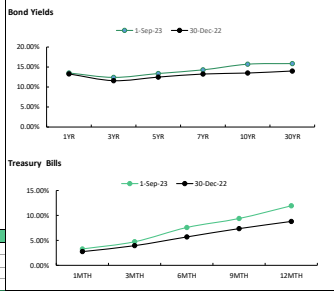 Bond Yields
1-Sep-23 30-Dec-22
20.00%
15.00%
10.00%
5.00%
0.00%
1YR 3YR 5YR 7YR 10YR 30YR
Treasury Bills
1-Sep-23 30-Dec-22
15.00%
10.00%
5.00%
0.00%
1MTH 3MTH 6MTH 9MTH 12MTH